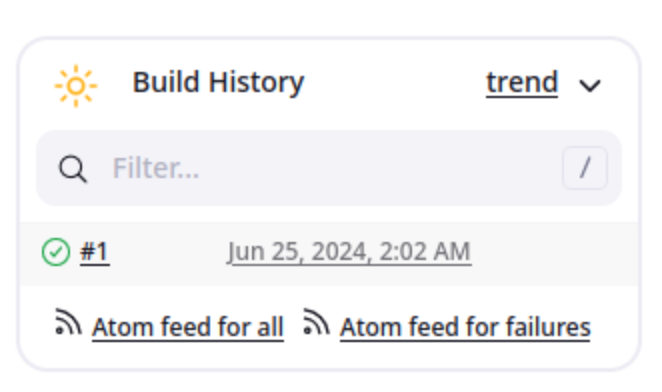 Build History trend
Filter... /
#1 Jun 25, 2024, 2:02 AM
Atom feed for all Atom feed for failures